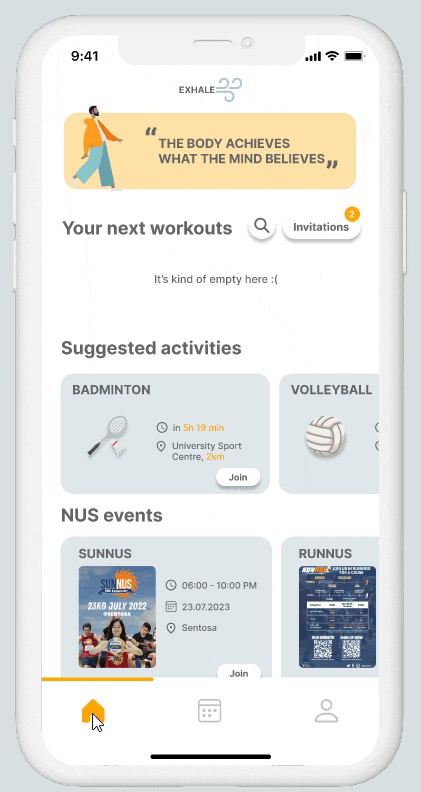 9:41
EXHALE
“ THE BODY ACHIEVES
WHAT THE MIND BELIEVES „
Your next workouts
Invitations
2
It's kind of empty here :(
Suggested activities
BADMINTON
in 5h 19 min
University Sport
Centre, 2km
Join
VOLLEYBALL
NUS events
SUNNUS
SUNNUS
23RD JULY 2022
@SENTOSA
06:00 - 10:00 PM
23.07.2023
Sentosa
Join
RUNNUS